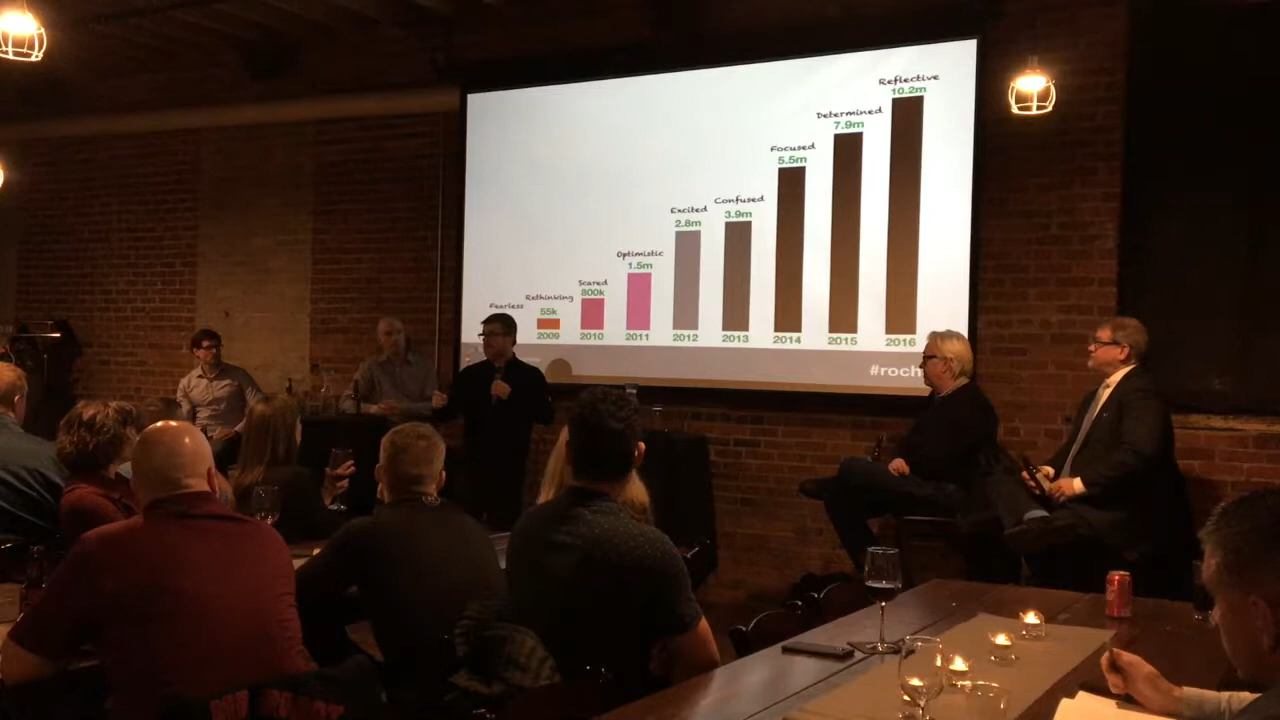 Reflective
10.2m
Determined
7.9m
Focused
5.5m
Confused
3.9m
Excited
2.8m
Optimistic
1.5m
Scared
800k
Rethinking
55k
Fearless
2009 2010 2011 2012 2013 2014 2015 2016
#roch